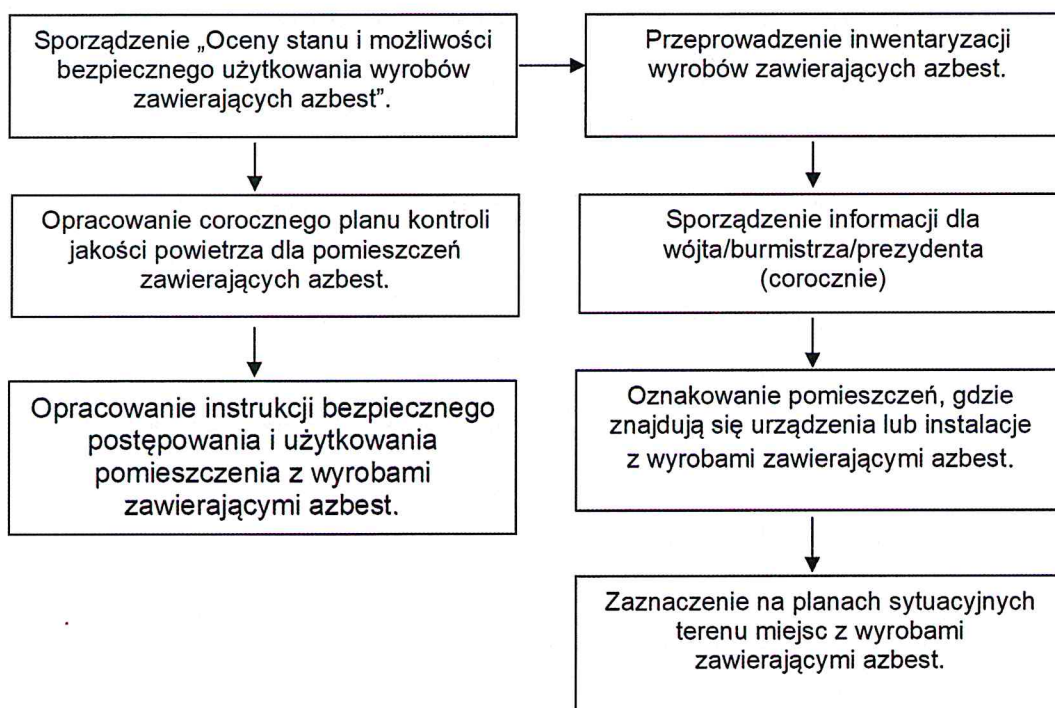 Sporządzenie „Oceny stanu i możliwości
bezpiecznego użytkowania wyrobów
zawierających azbest”.
Przeprowadzenie inwentaryzacji
wyrobów zawierających azbest.
Opracowanie corocznego planu kontroli
jakości powietrza dla pomieszczeń
zawierających azbest.
Sporządzenie informacji dla
wójta/burmistrza/prezydenta
(corocznie)
Opracowanie instrukcji bezpiecznego
postępowania i użytkowania
pomieszczenia z wyrobami
zawierającymi azbest.
Oznakowanie pomieszczeń, gdzie
znajdują się urządzenia lub instalacje
z wyrobami zawierającymi azbest.
Zaznaczenie na planach sytuacyjnych
terenu miejsc z wyrobami
zawierającymi azbest.